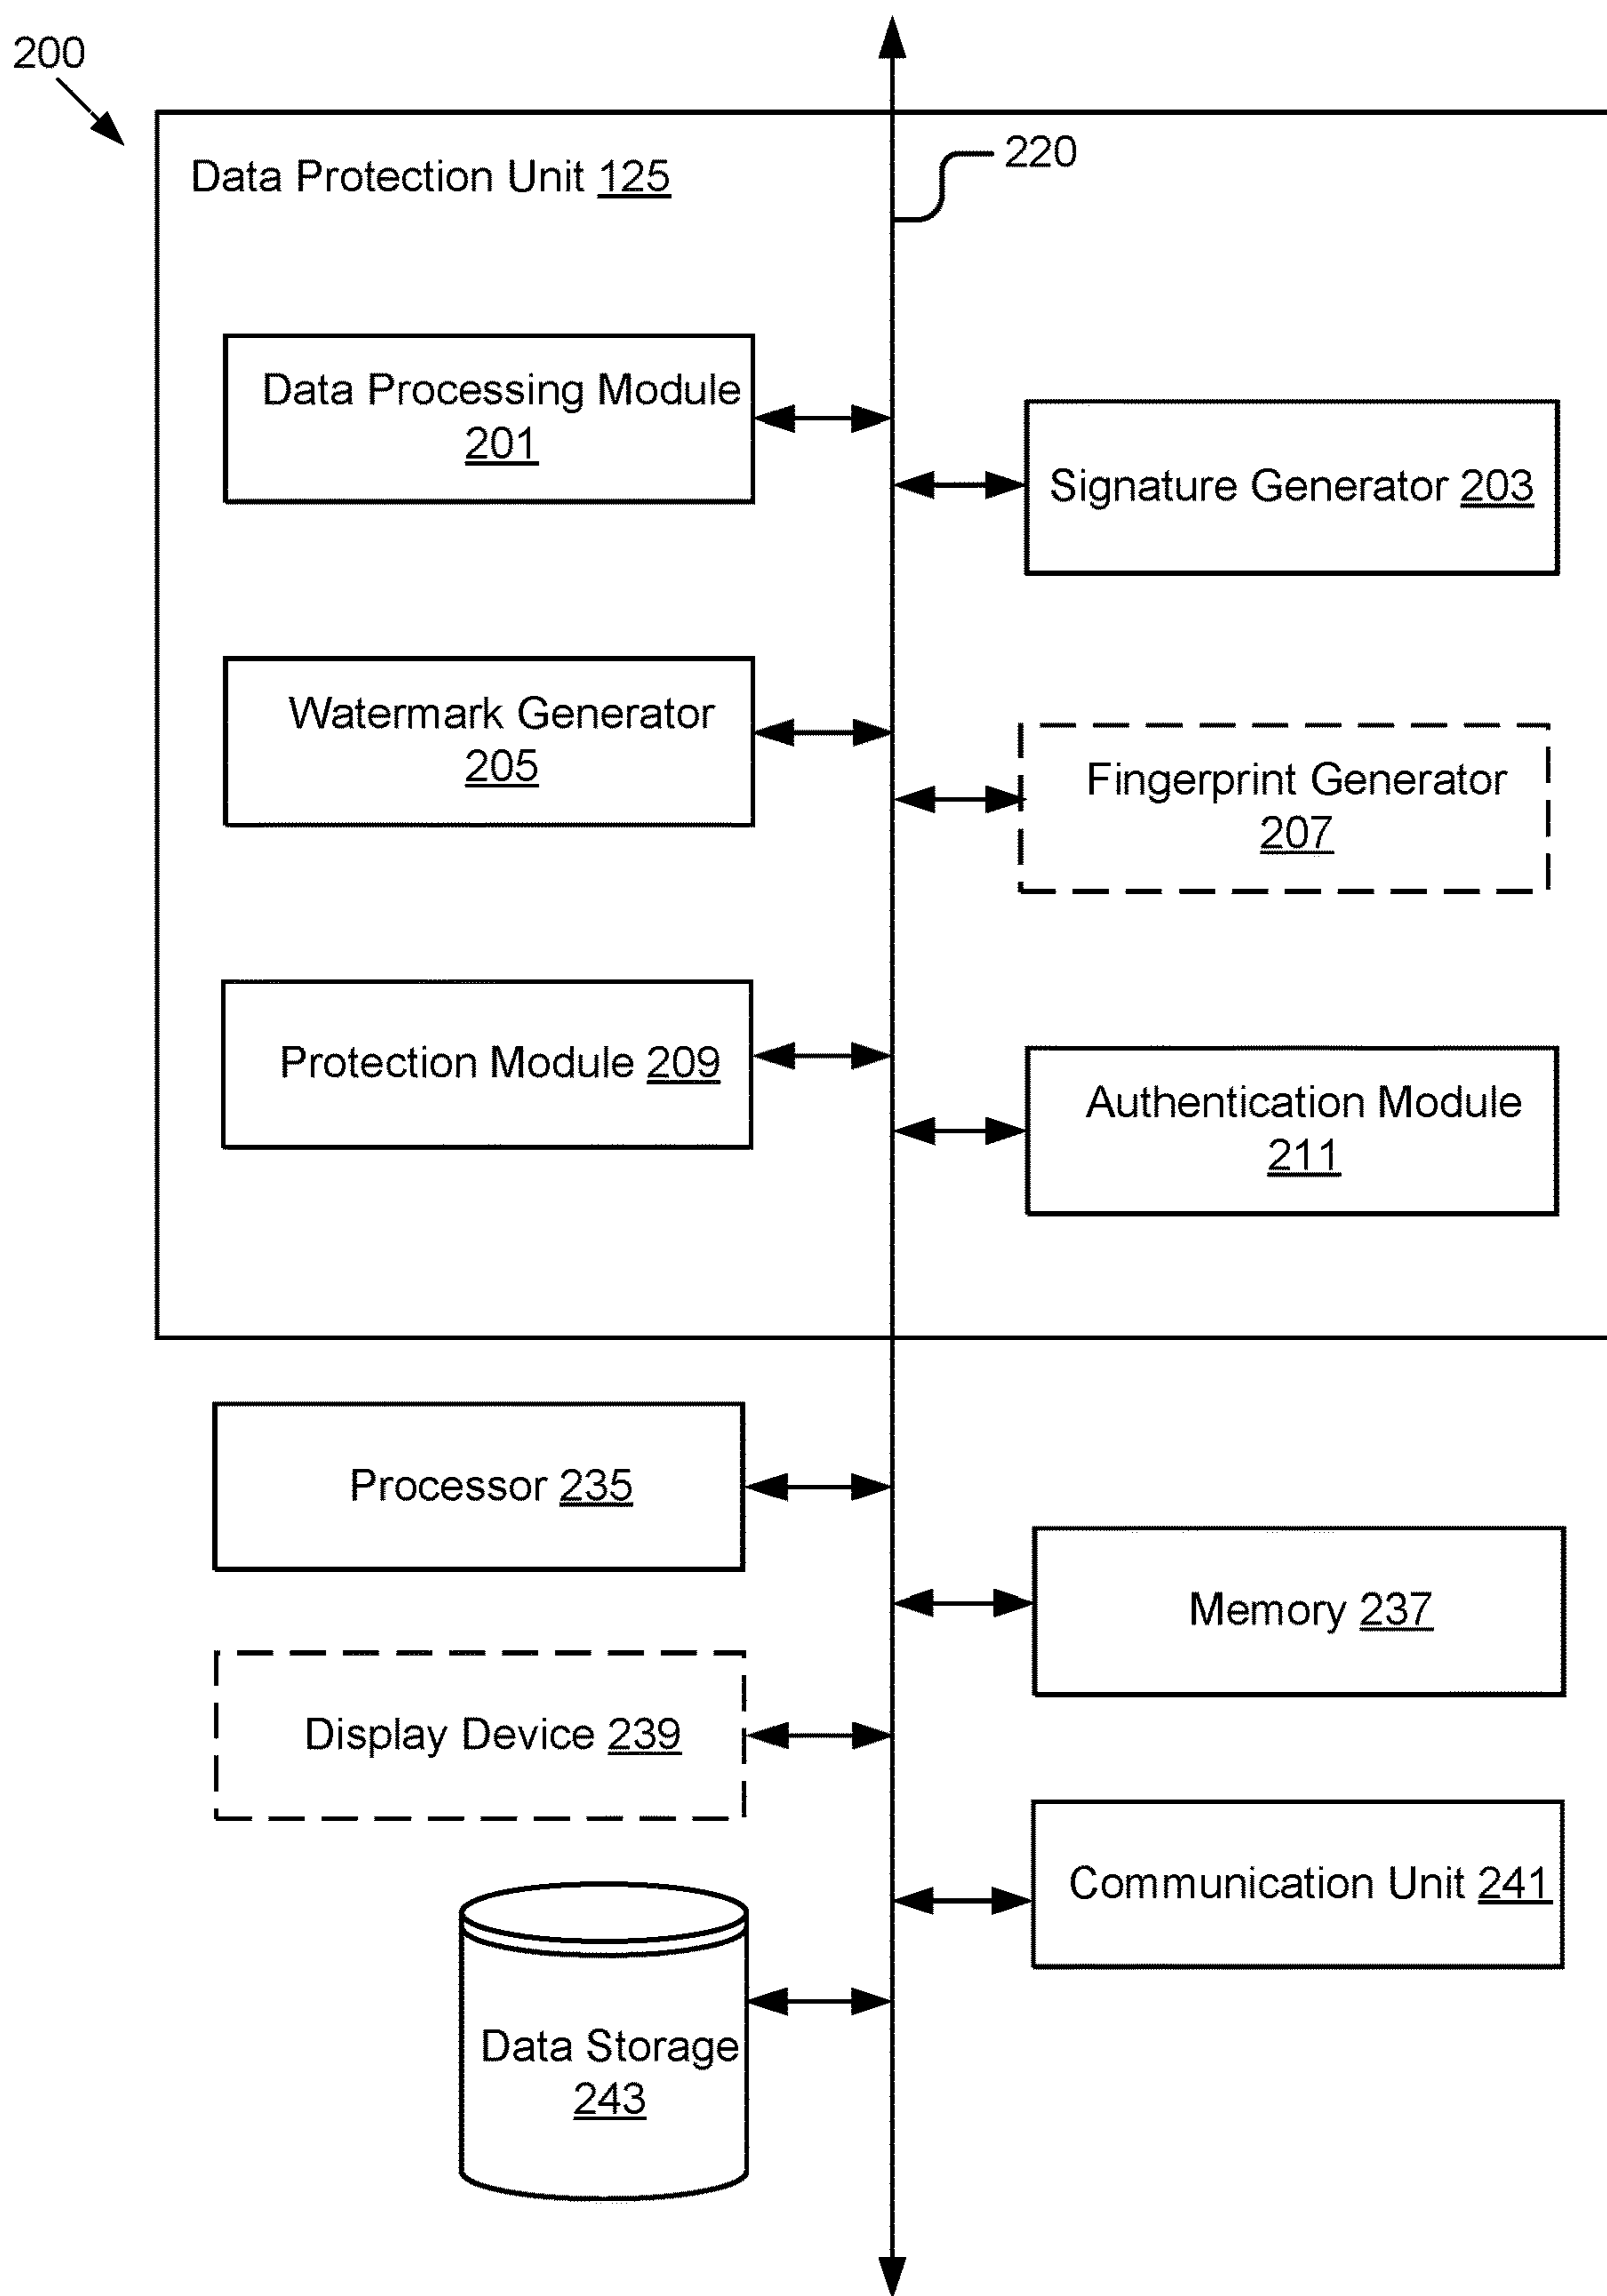 200
220
Data Protection Unit 125
Data Processing Module
201
Signature Generator 203
Watermark Generator
205
Fingerprint Generator
207
Protection Module 209
Authentication Module
211
Processor 235
Memory 237
Display Device 239
Communication Unit 241
Data Storage
243